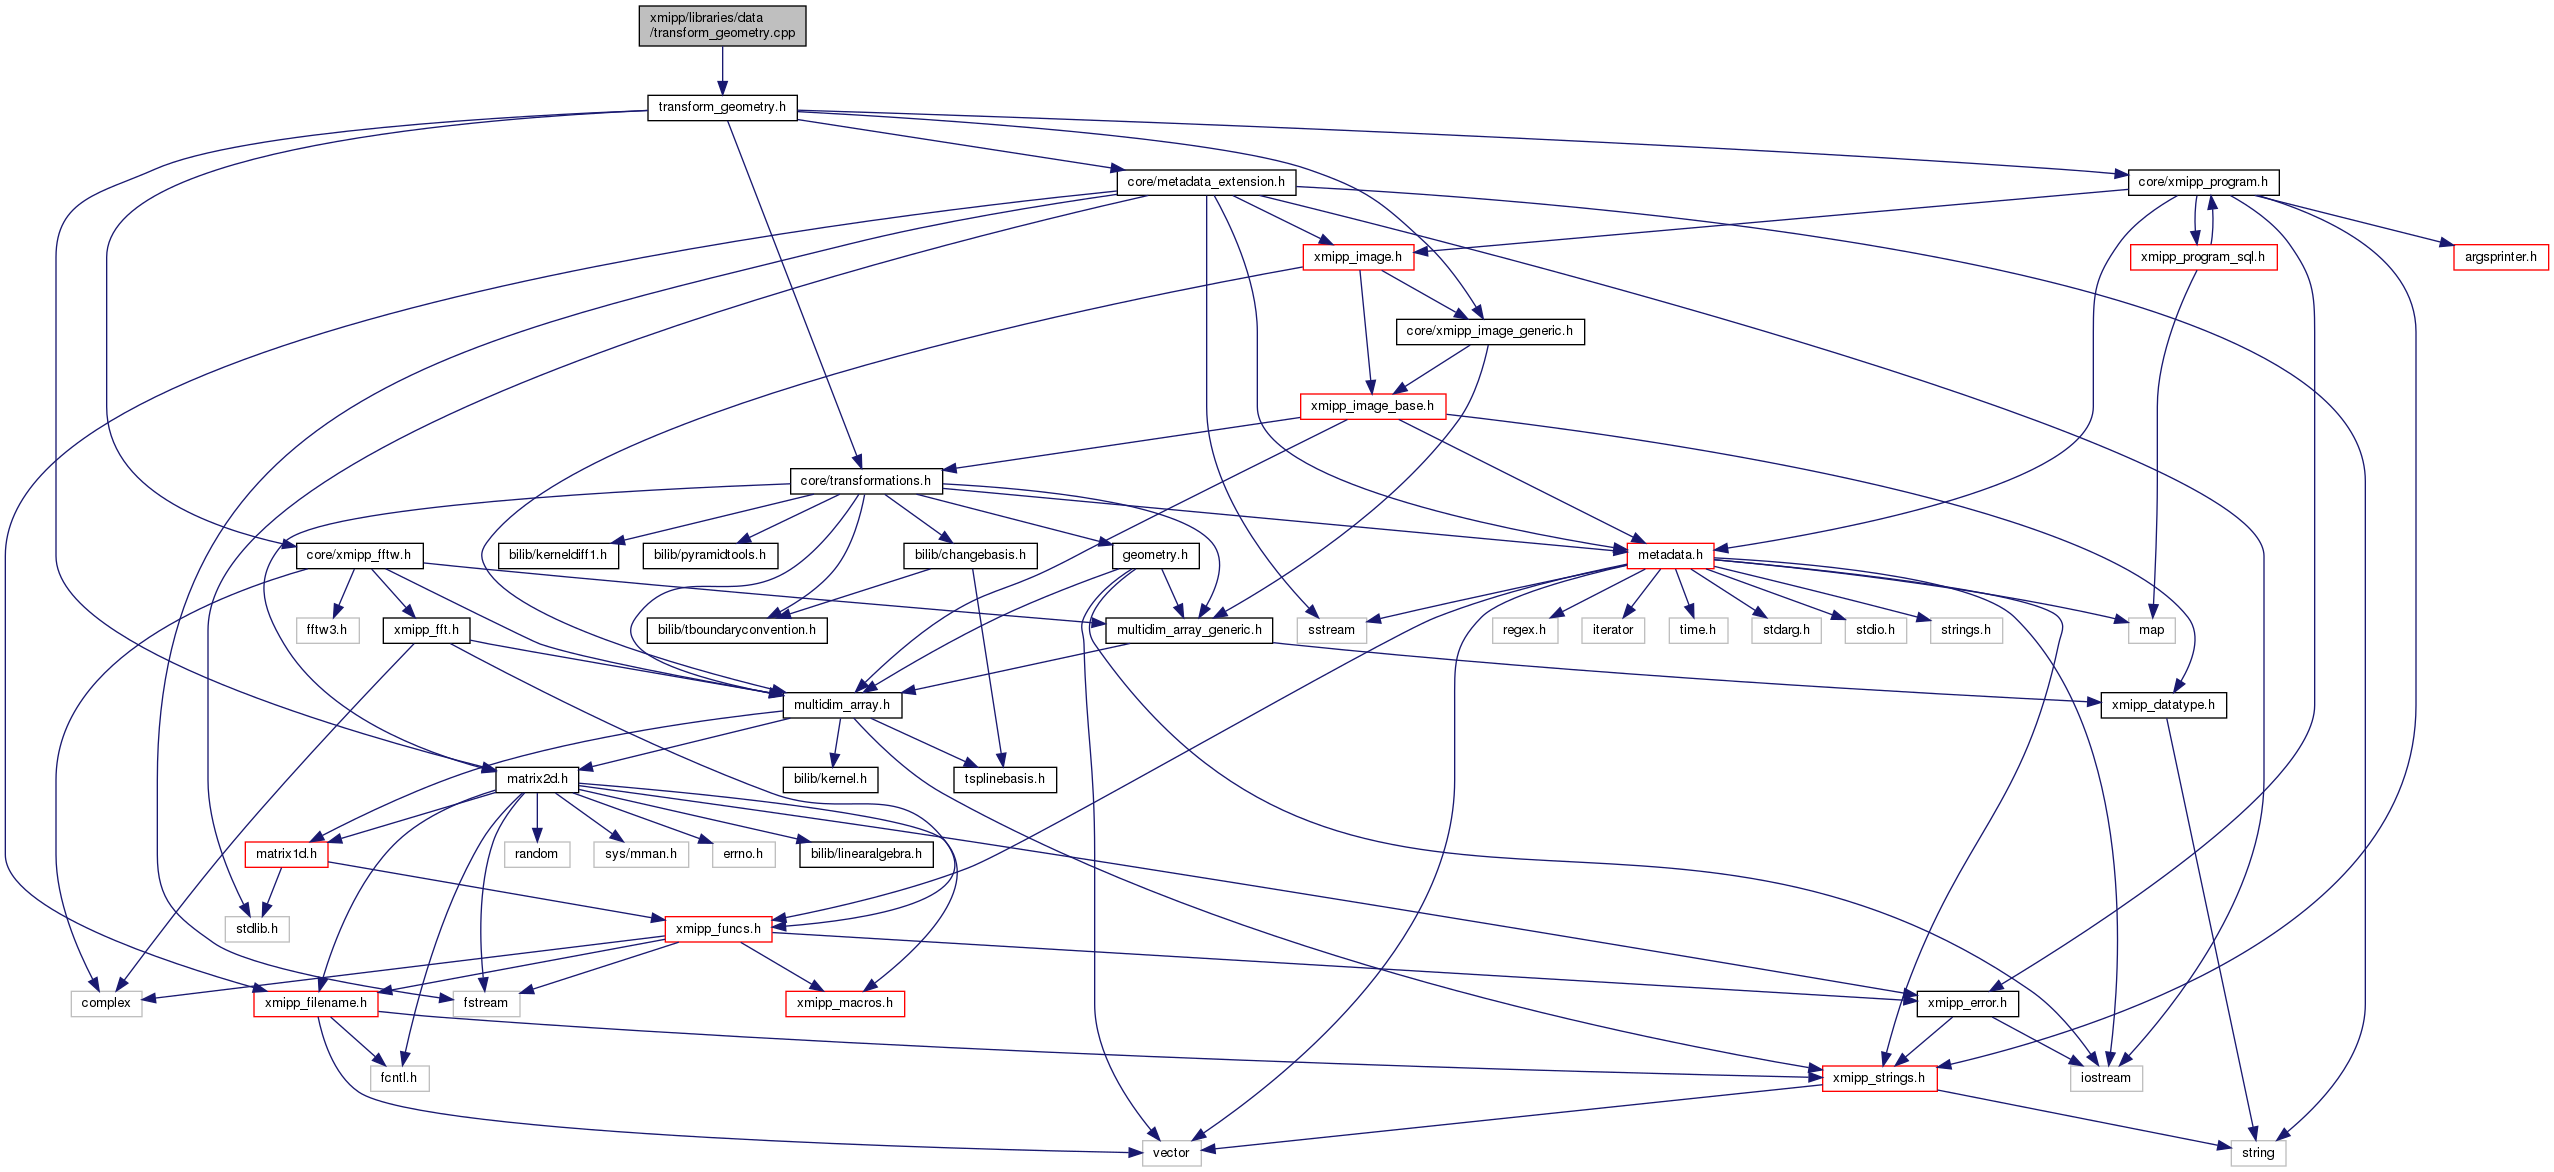 xmipp/libraries/data
/transform_geometry.cpp
transform_geometry.h
core/metadata_extension.h
core/xmipp_program.h
xmipp_image.h
xmipp_program_sql.h
argsprinter.h
core/xmipp_image_generic.h
xmipp_image_base.h
core/transformations.h
core/xmipp_fftw.h
bilib/kerneldiff1.h
bilib/pyramidtools.h
bilib/changebasis.h
geometry.h
metadata.h
fftw3.h
xmipp_fft.h
bilib/tboundaryconvention.h
multidim_array_generic.h
sstream
regex.h
iterator
time.h
stdarg.h
stdio.h
strings.h
map
multidim_array.h
xmipp_datatype.h
matrix2d.h
bilib/kernel.h
tsplinebasis.h
matrix1d.h
random
sys/mman.h
errno.h
bilib/linearalgebra.h
stdlib.h
xmipp_funcs.h
complex
xmipp_filename.h
fstream
xmipp_macros.h
xmipp_error.h
fcntl.h
xmipp_strings.h
iostream
vector
string